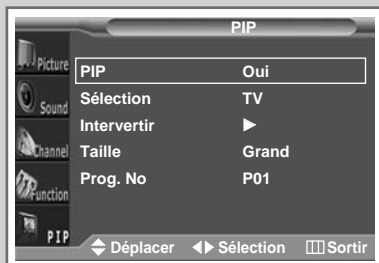 PIP
Picture
PIP Oui
Sound
Sélection TV
Intervertir ►
Channel
Taille Grand
Function
Prog. No P01
PIP
Déplacer Sélection Sortir